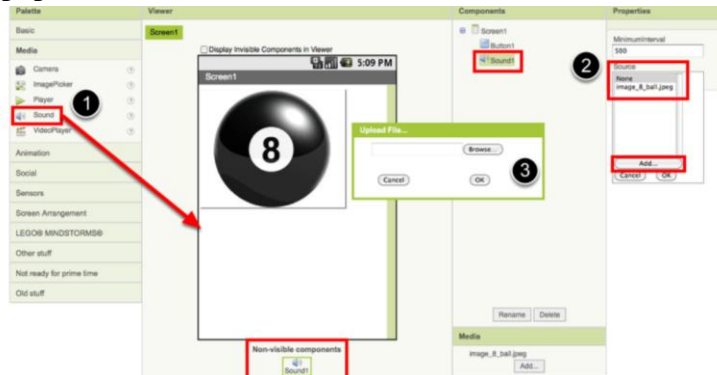 Palette
Viewer
Components
Properties
Basic
Screen1
Screen1
MinimumInterval
500
Media
Display Invisible Components in Viewer
Button1
Sound1
2
Source
None
image_8_ball.jpeg
Camera
5:09 PM
ImagePicker
Screen1
Player
1
Sound
VideoPlayer
8
Upload File...
Browse...
3
Cancel
OK
Add...
Cancel
OK
Animation
Social
Sensors
Screen Arrangement
LEGO® MINDSTORMS®
Other stuff
Not ready for prime time
Old stuff
Rename
Delete
Media
image_8_ball.jpeg
Add...
Non-visible components
Sound1